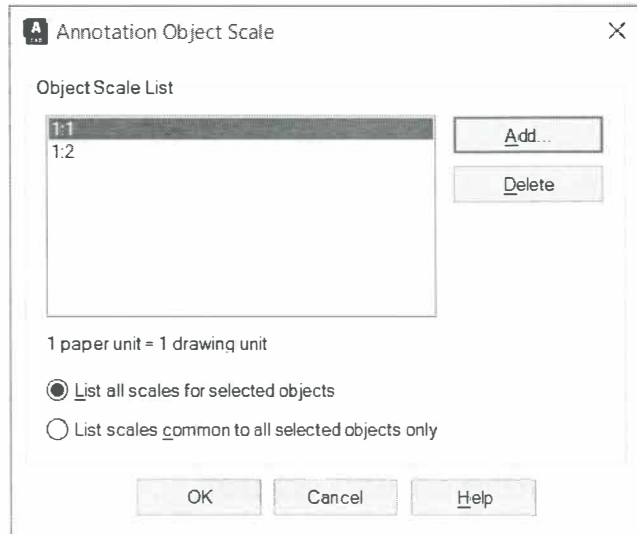 A
CAD
Annotation Object Scale
Object Scale List
1:1
1:2
Add...
Delete
1 paper unit = 1 drawing unit
List all scales for selected objects
List scales common to all selected objects only
OK
Cancel
Help